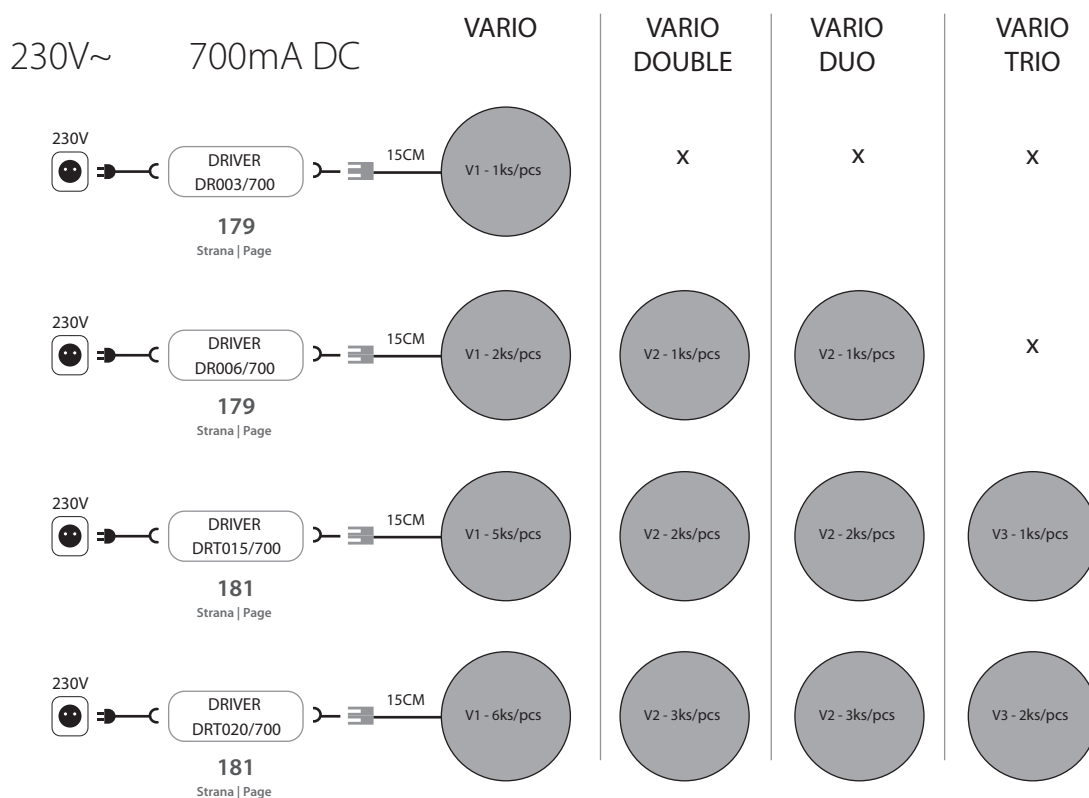 230V~ 700mA DC
VARIO
VARIO
DOUBLE
VARIO
DUO
VARIO
TRIO
230V
DRIVER
DR003/700
179
Strana | Page
15CM
V1 - 1ks/pcs
x
x
x
230V
DRIVER
DR006/700
179
Strana | Page
15CM
V1 - 2ks/pcs
V2 - 1ks/pcs
V2 - 1ks/pcs
x
230V
DRIVER
DRT015/700
181
Strana | Page
15CM
V1 - 5ks/pcs
V2 - 2ks/pcs
V2 - 2ks/pcs
V3 - 1ks/pcs
230V
DRIVER
DRT020/700
181
Strana | Page
15CM
V1 - 6ks/pcs
V2 - 3ks/pcs
V2 - 3ks/pcs
V3 - 2ks/pcs